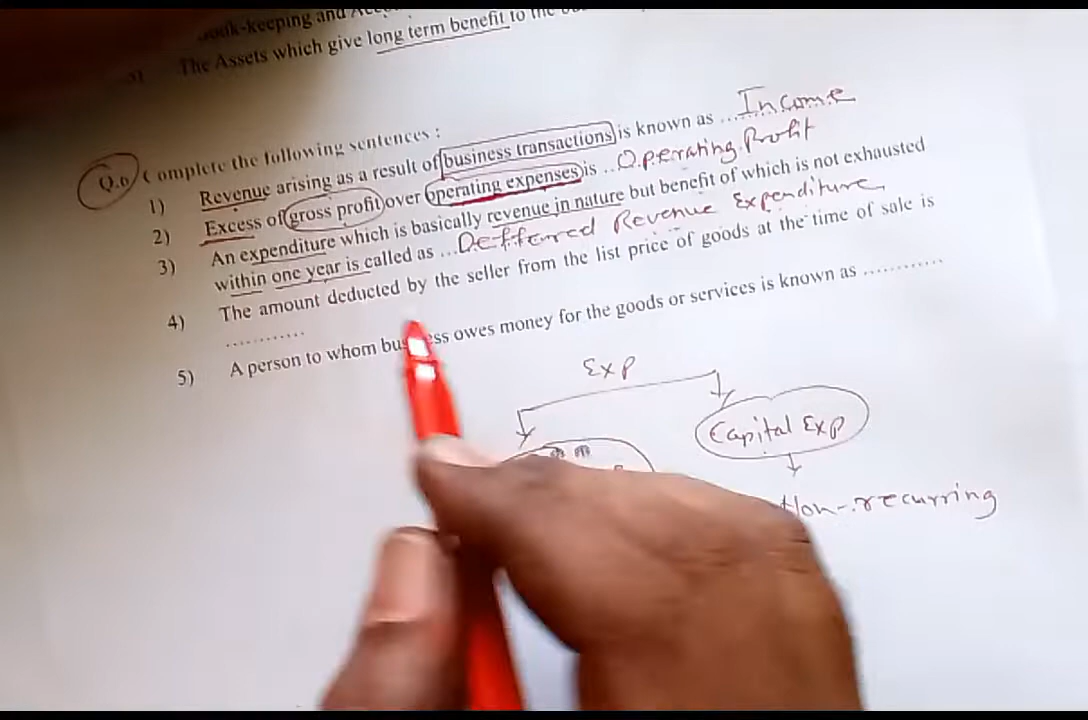 -keeping and
The Assets which give long term benefit to the
Q.6 Complete the following sentences :
1) Revenue arising as a result of business transactions is known as ... Income
2) Excess of gross profit over operating expenses is ... Operating Profit
3) An expenditure which is basically revenue in nature but benefit of which is not exhausted
within one year is called as ... Defferred Revenue Expenditure
4) The amount deducted by the seller from the list price of goods at the time of sale is
............
5) A person to whom business owes money for the goods or services is known as ............
Exp
Capital Exp
Non-recurring